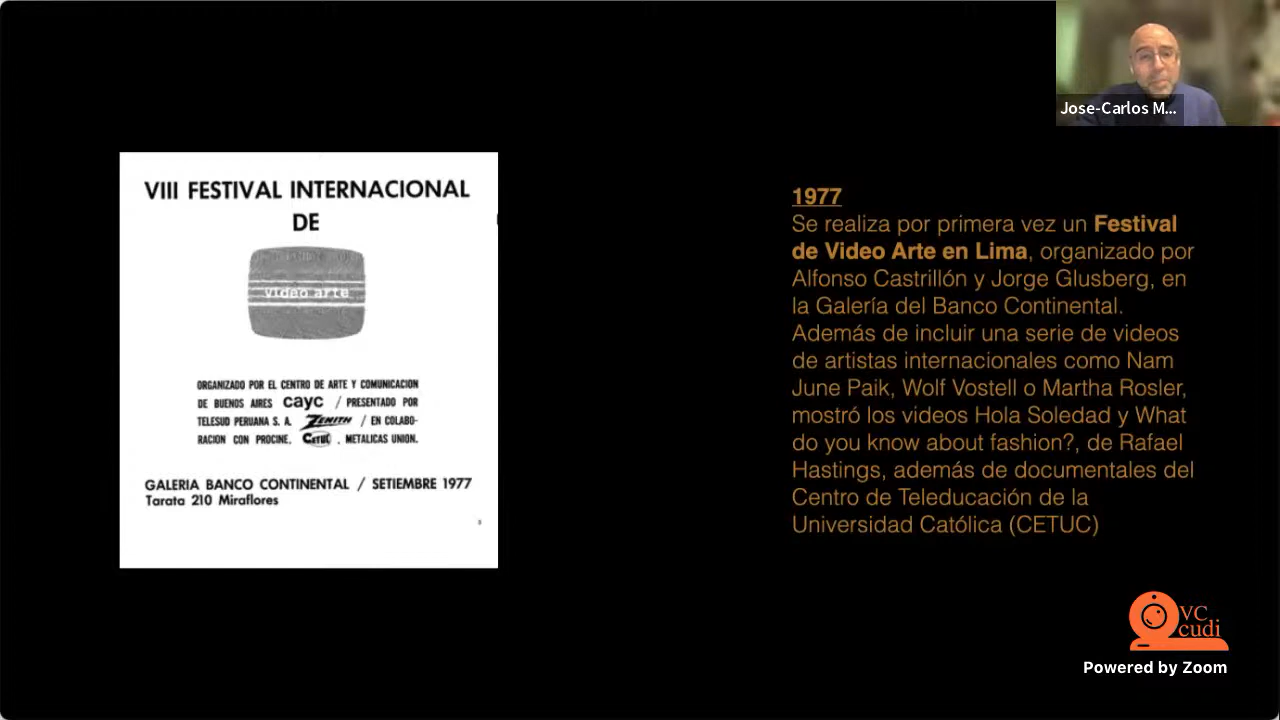 Jose-Carlos M...
VIII FESTIVAL INTERNACIONAL
DE
video arte
ORGANIZADO POR EL CENTRO DE ARTE Y COMUNICACION
DE BUENOS AIRES cayc / PRESENTADO POR
TELESUD PERUANA S. A. ZENITH / EN COLABO-
RACION CON PROCINE, CETUC , METALICAS UNION.
GALERIA BANCO CONTINENTAL / SETIEMBRE 1977
Tarata 210 Miraflores
1977
Se realiza por primera vez un Festival
de Video Arte en Lima, organizado por
Alfonso Castrillón y Jorge Glusberg, en
la Galería del Banco Continental.
Además de incluir una serie de videos
de artistas internacionales como Nam
June Paik, Wolf Vostell o Martha Rosler,
mostró los videos Hola Soledad y What
do you know about fashion?, de Rafael
Hastings, además de documentales del
Centro de Teleducación de la
Universidad Católica (CETUC)
VC
cudi
Powered by Zoom